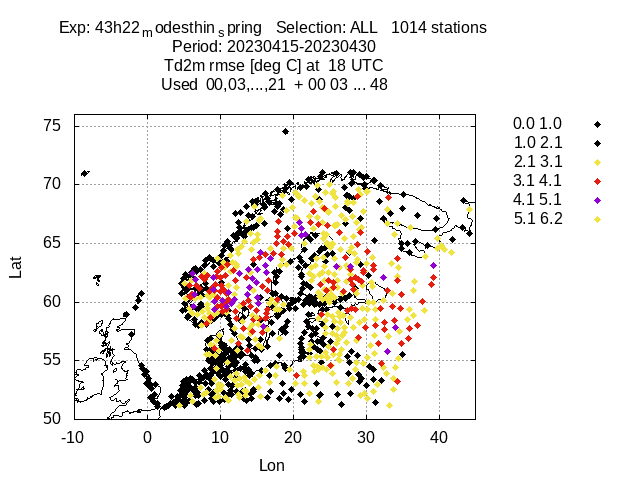 Exp: 43h22modesthinspring   Selection: ALL   1014 stations
Period: 20230415-20230430
Td2m rmse [deg C] at  18 UTC
Used  00,03,...,21  + 00 03 ... 48
0.0 1.0
1.0 2.1
2.1 3.1
3.1 4.1
4.1 5.1
5.1 6.2
75
70
65
60
55
50
Lat
-10 0 10 20 30 40
Lon